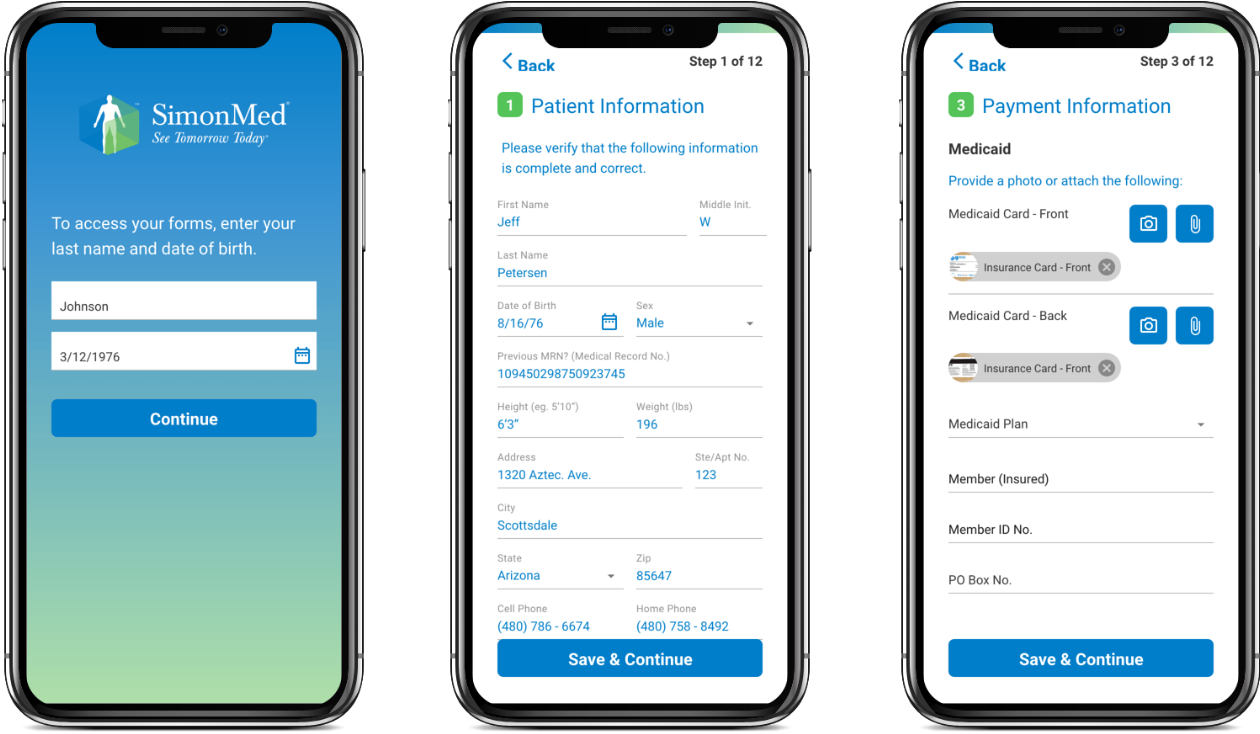 SimonMed
See Tomorrow Today
To access your forms, enter your
last name and date of birth.
Johnson
3/12/1976
Continue
Back
Step 1 of 12
1 Patient Information
Please verify that the following information
is complete and correct.
First Name Middle Init.
Jeff W
Last Name
Petersen
Date of Birth Sex
8/16/76 Male
Previous MRN? (Medical Record No.)
109450298750923745
Height (eg. 5'10") Weight (lbs)
6'3" 196
Address Ste/Apt No.
1320 Aztec. Ave. 123
City
Scottsdale
State Zip
Arizona 85647
Cell Phone Home Phone
(480) 786 - 6674 (480) 758 - 8492
Save & Continue
Back
Step 3 of 12
3 Payment Information
Medicaid
Provide a photo or attach the following:
Medicaid Card - Front
Insurance Card - Front
Medicaid Card - Back
Insurance Card - Front
Medicaid Plan
Member (Insured)
Member ID No.
PO Box No.
Save & Continue